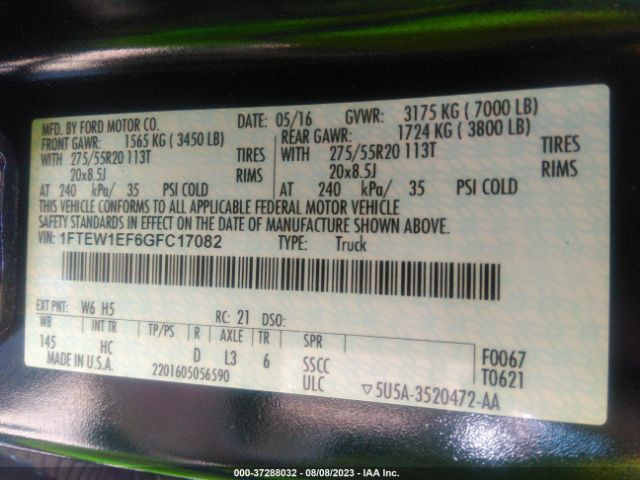 MFD. BY FORD MOTOR CO. DATE: 05/16 GVWR: 3175 KG ( 7000 LB)
FRONT GAWR: 1565 KG ( 3450 LB) REAR GAWR: 1724 KG ( 3800 LB)
WITH 275/55R20 113T TIRES WITH 275/55R20 113T TIRES
20x8.5J RIMS 20x8.5J RIMS
AT 240 kPa/ 35 PSI COLD AT 240 kPa/ 35 PSI COLD
THIS VEHICLE CONFORMS TO ALL APPLICABLE FEDERAL MOTOR VEHICLE
SAFETY STANDARDS IN EFFECT ON THE DATE OF MANUFACTURE SHOWN ABOVE.
VIN: 1FTEW1EF6GFC17082 TYPE: Truck
EXT PNT: W6 H5 RC: 21 DSO:
WB INT TR TP/PS R AXLE TR SPR
145 HC D L3 6 SSCC F0067
MADE IN U.S.A. 2201605056590 ULC ▽5U5A-3520472-AA T0621
000-37288032 - 08/08/2023 - IAA Inc.